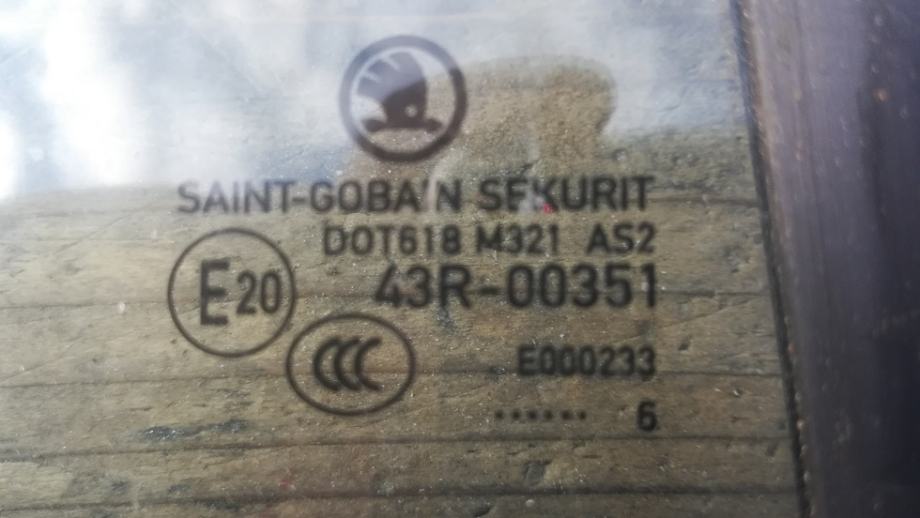 SAINT-GOBAIN SEKURIT
DOT618 M321 AS2
E20
43R-00351
CCC
E000233
...... 6